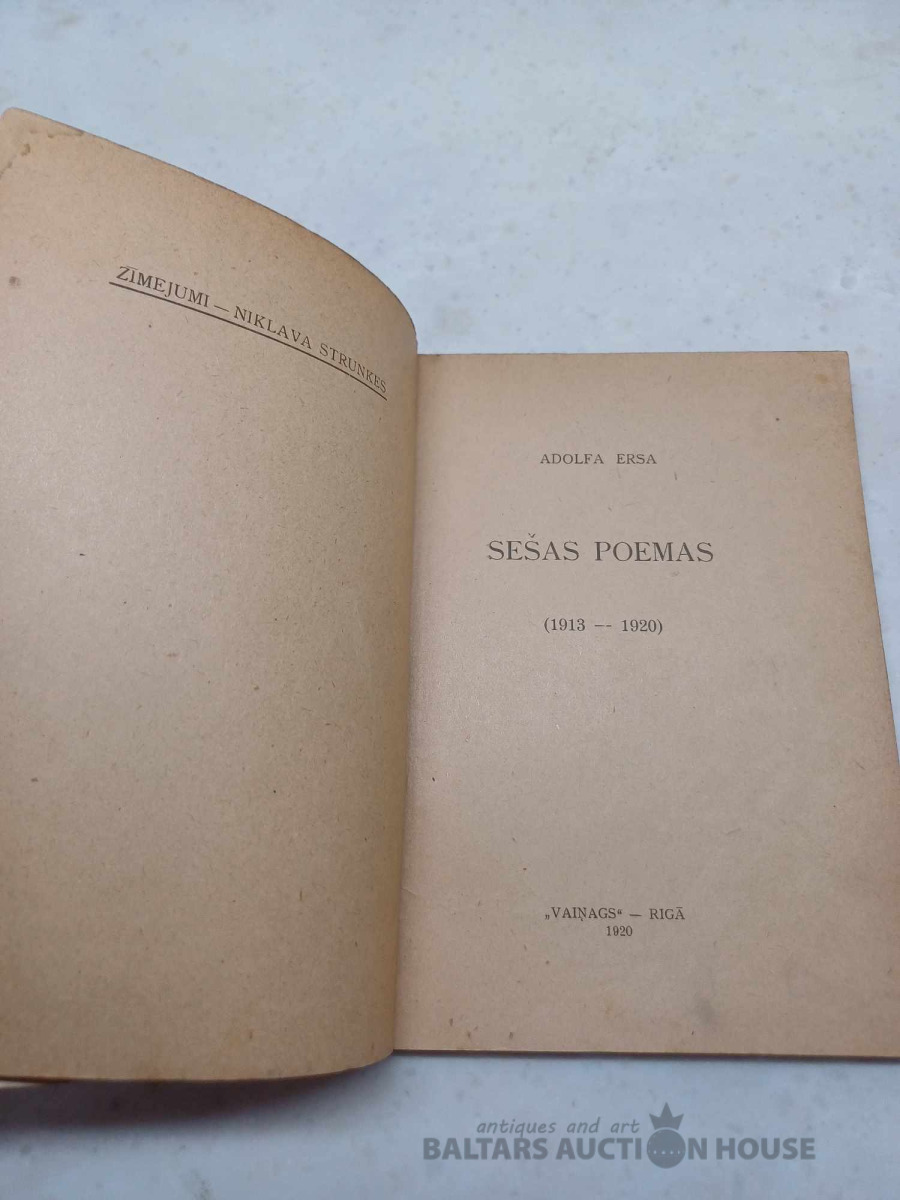 ZĪMEJUMI — NIKLAVA STRUNKES
ADOLFA ERSA
SEŠAS POEMAS
(1913 — 1920)
„VAIŅAGS“ — RIGĀ
1920
antiques and art
BALTARS AUCTION HOUSE